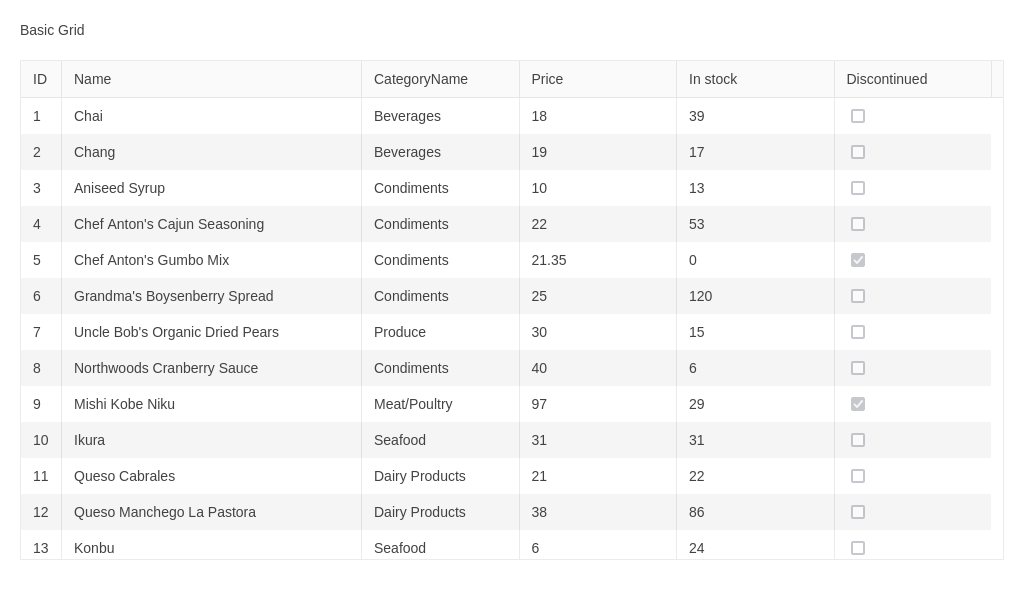 Basic Grid
ID Name CategoryName Price In stock Discontinued
1 Chai Beverages 18 39
2 Chang Beverages 19 17
3 Aniseed Syrup Condiments 10 13
4 Chef Anton's Cajun Seasoning Condiments 22 53
5 Chef Anton's Gumbo Mix Condiments 21.35 0
6 Grandma's Boysenberry Spread Condiments 25 120
7 Uncle Bob's Organic Dried Pears Produce 30 15
8 Northwoods Cranberry Sauce Condiments 40 6
9 Mishi Kobe Niku Meat/Poultry 97 29
10 Ikura Seafood 31 31
11 Queso Cabrales Dairy Products 21 22
12 Queso Manchego La Pastora Dairy Products 38 86
13 Konbu Seafood 6 24